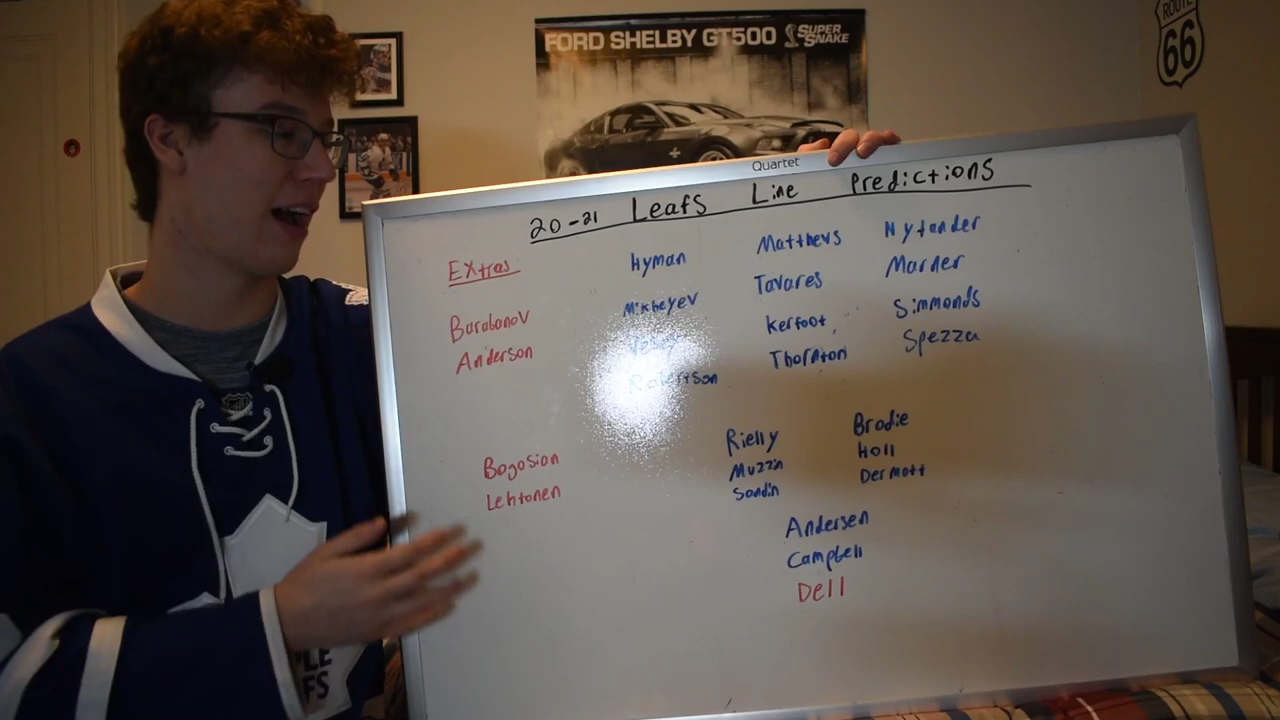 FORD SHELBY GT500 SUPER SNAKE
ROUTE 66
Quartet
20-21 Leafs Line Predictions
Extras
Hyman Matthews Nylander
Mikheyev Tavares Marner
Barabanov
Kerfoot Simmonds
Anderson
Robertson Thornton Spezza
Rielly Brodie
Bogosian
Muzzin Holl
Lehtonen
Sandin Dermott
Andersen
Campbell
Dell